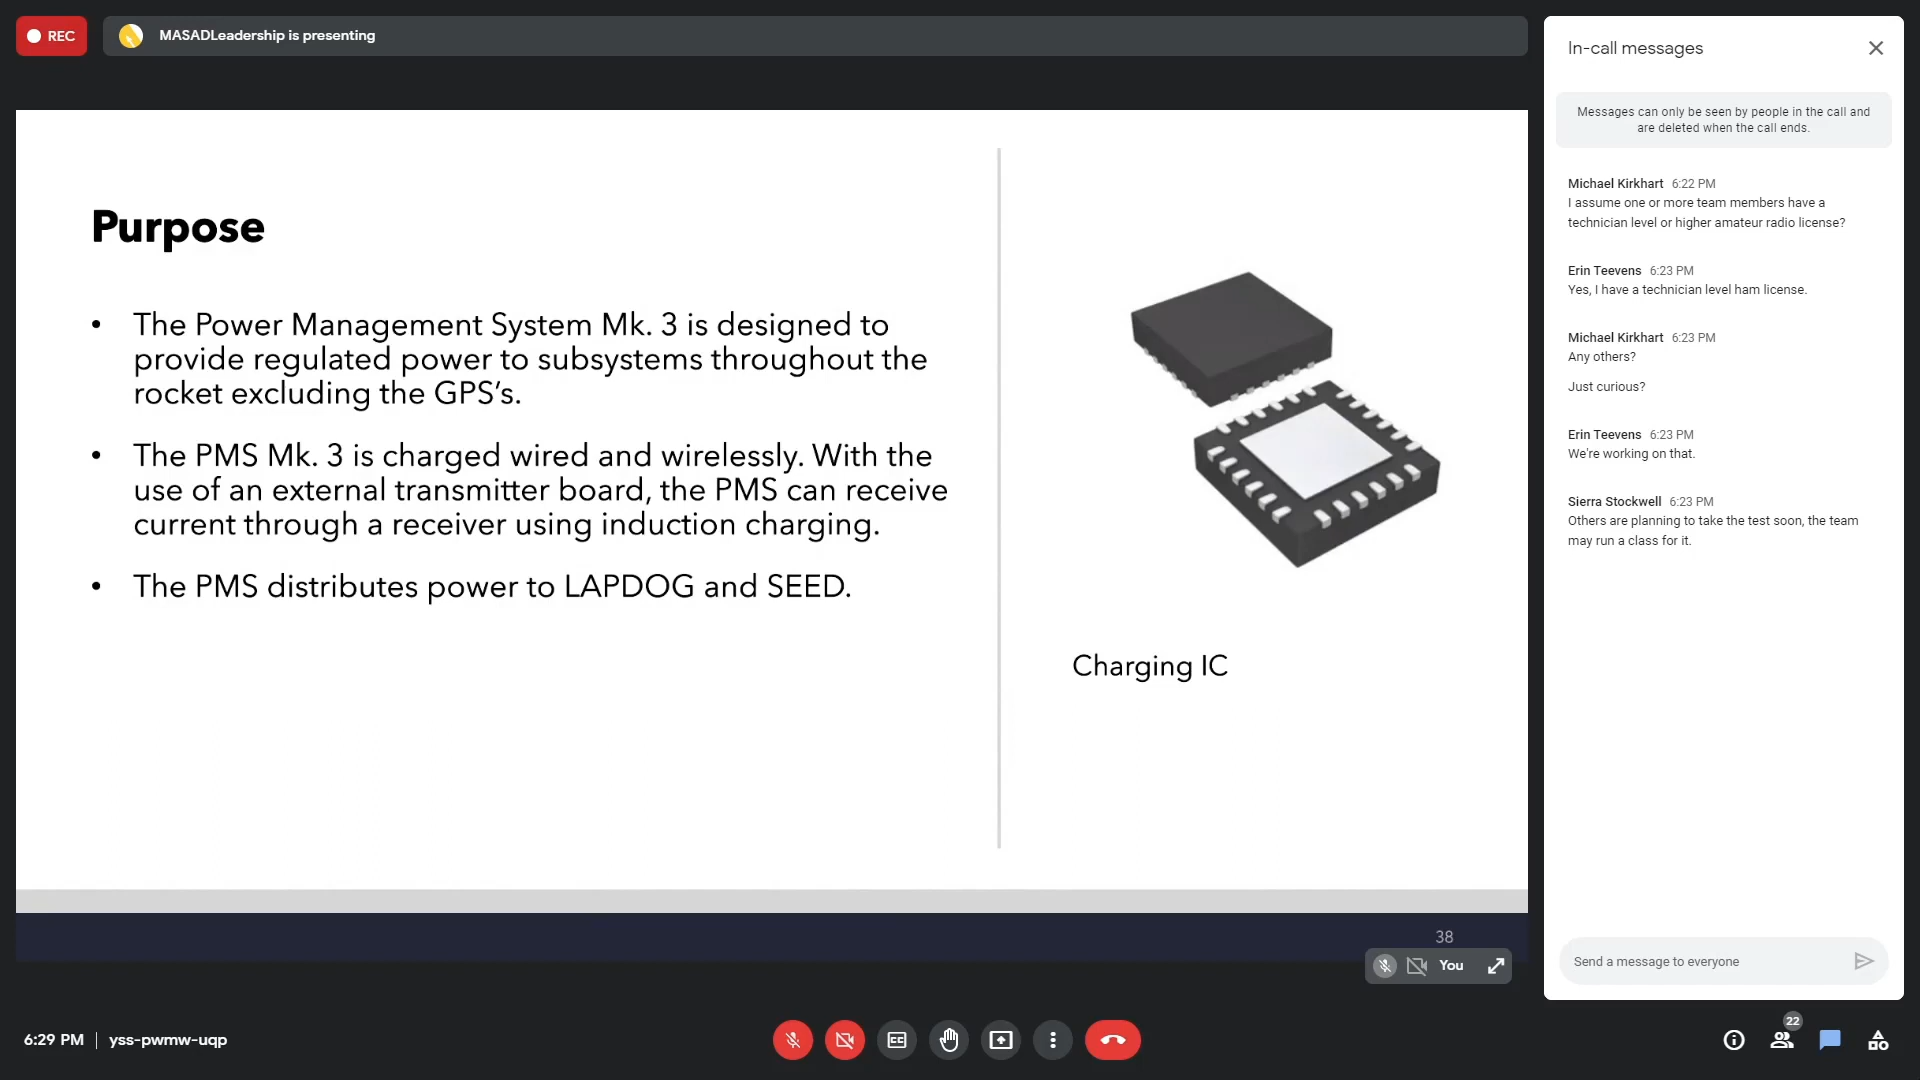 REC
MASADLeadership is presenting
Purpose
• The Power Management System Mk. 3 is designed to
provide regulated power to subsystems throughout the
rocket excluding the GPS’s.
• The PMS Mk. 3 is charged wired and wirelessly. With the
use of an external transmitter board, the PMS can receive
current through a receiver using induction charging.
• The PMS distributes power to LAPDOG and SEED.
Charging IC
38
You
In-call messages
Messages can only be seen by people in the call and
are deleted when the call ends.
Michael Kirkhart 6:22 PM
I assume one or more team members have a
technician level or higher amateur radio license?
Erin Teevens 6:23 PM
Yes, I have a technician level ham license.
Michael Kirkhart 6:23 PM
Any others?
Just curious?
Erin Teevens 6:23 PM
We're working on that.
Sierra Stockwell 6:23 PM
Others are planning to take the test soon, the team
may run a class for it.
Send a message to everyone
6:29 PM | yss-pwmw-uqp
22